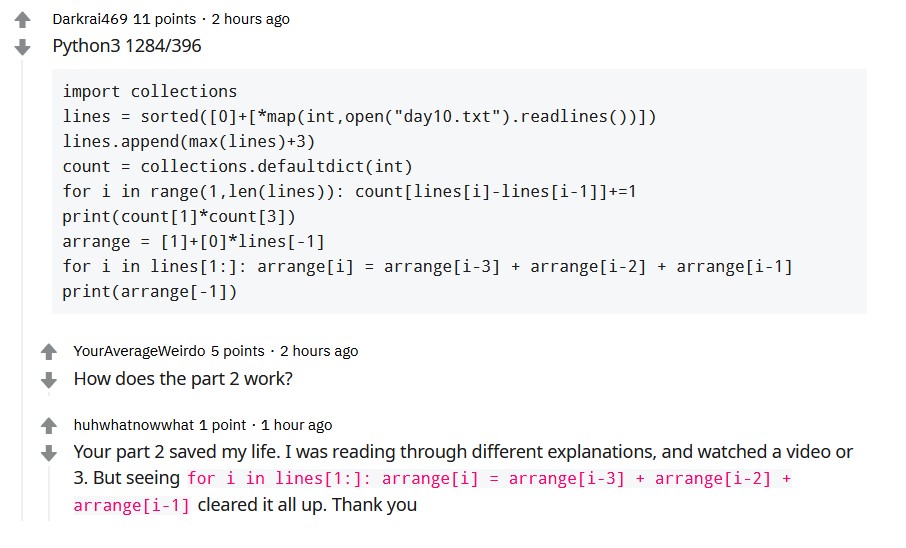 Darkrai469 11 points · 2 hours ago
Python3 1284/396
import collections
lines = sorted([0]+[*map(int,open("day10.txt").readlines())])
lines.append(max(lines)+3)
count = collections.defaultdict(int)
for i in range(1,len(lines)): count[lines[i]-lines[i-1]]+=1
print(count[1]*count[3])
arrange = [1]+[0]*lines[-1]
for i in lines[1:]: arrange[i] = arrange[i-3] + arrange[i-2] + arrange[i-1]
print(arrange[-1])
YourAverageWeirdo 5 points · 2 hours ago
How does the part 2 work?
huhwhatnowwhat 1 point · 1 hour ago
Your part 2 saved my life. I was reading through different explanations, and watched a video or
3. But seeing for i in lines[1:]: arrange[i] = arrange[i-3] + arrange[i-2] +
arrange[i-1] cleared it all up. Thank you